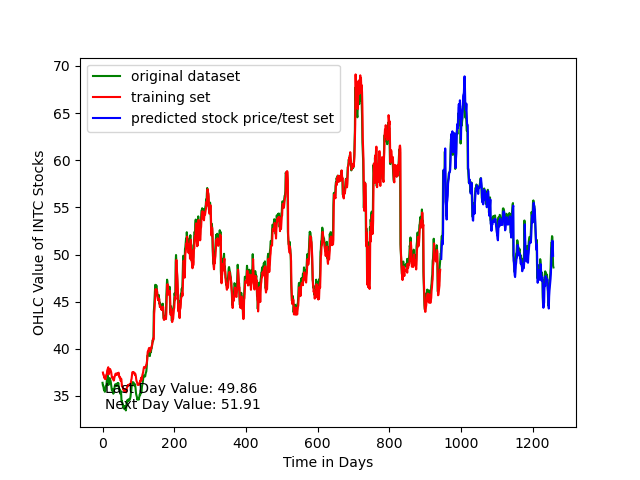 original dataset
training set
predicted stock price/test set
OHLC Value of INTC Stocks
70
65
60
55
50
45
40
35
Last Day Value: 49.86
Next Day Value: 51.91
0 200 400 600 800 1000 1200
Time in Days